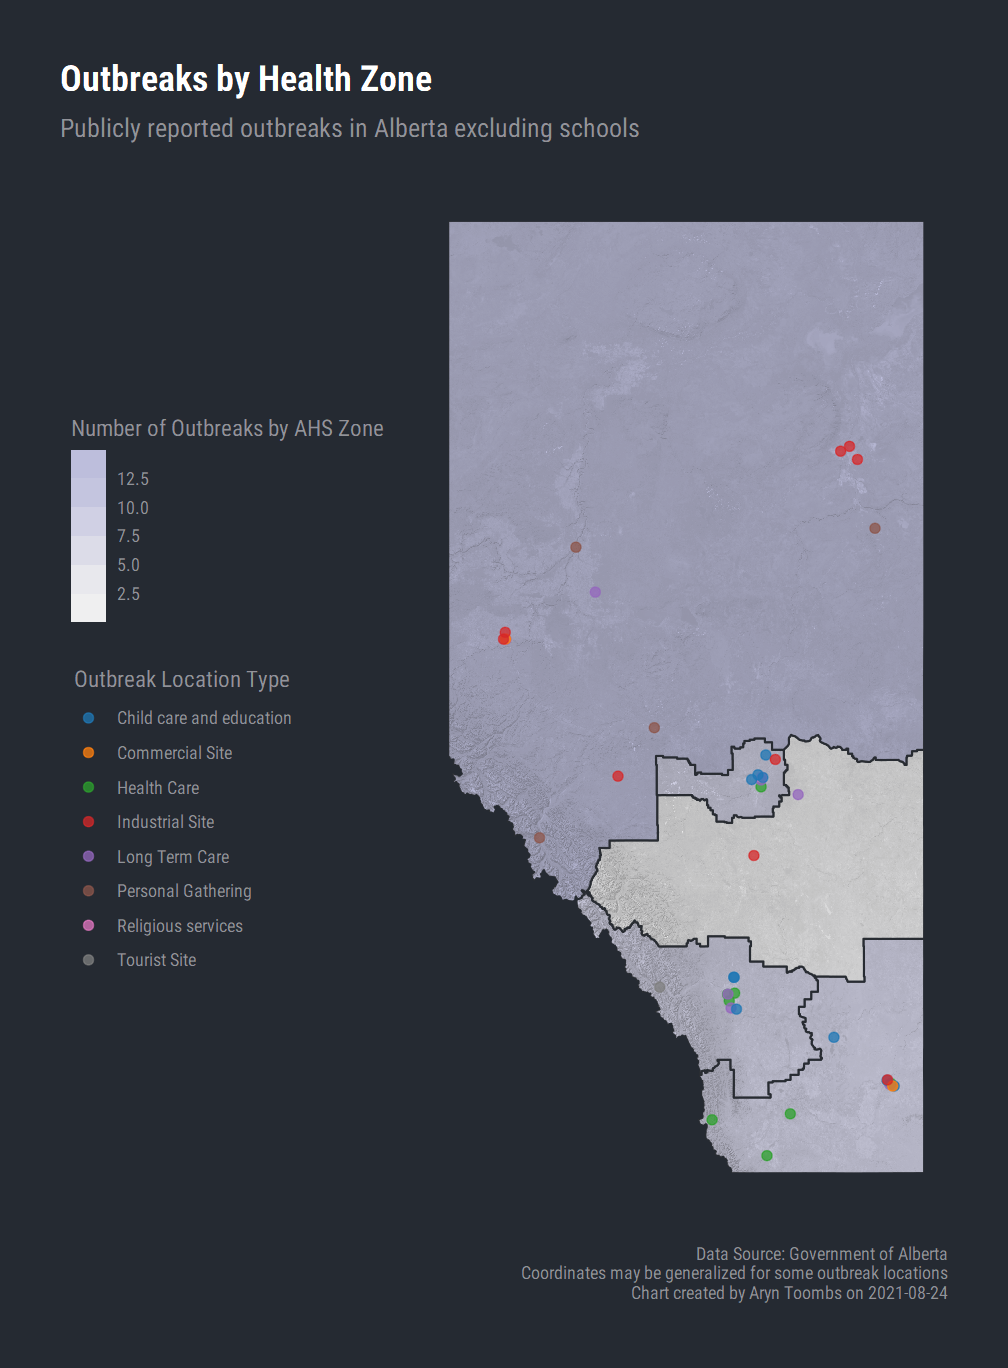 Outbreaks by Health Zone
Publicly reported outbreaks in Alberta excluding schools
Number of Outbreaks by AHS Zone
12.5
10.0
7.5
5.0
2.5
Outbreak Location Type
Child care and education
Commercial Site
Health Care
Industrial Site
Long Term Care
Personal Gathering
Religious services
Tourist Site
Data Source: Government of Alberta
Coordinates may be generalized for some outbreak locations
Chart created by Aryn Toombs on 2021-08-24